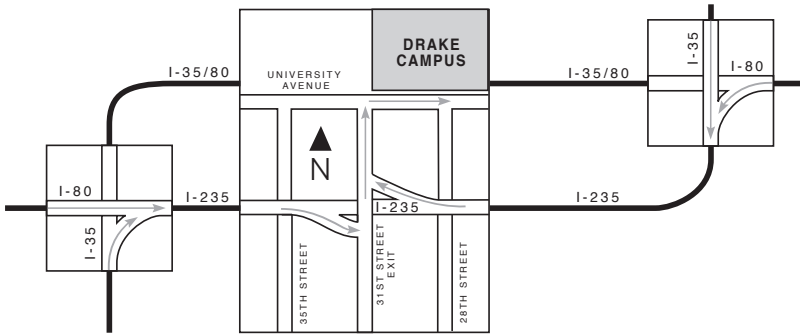 DRAKE
CAMPUS
UNIVERSITY
AVENUE
I-35/80
I-35/80
I-35
I-80
N
I-80
I-235
I-235
I-235
I-35
35TH STREET
31ST STREET
EXIT
28TH STREET